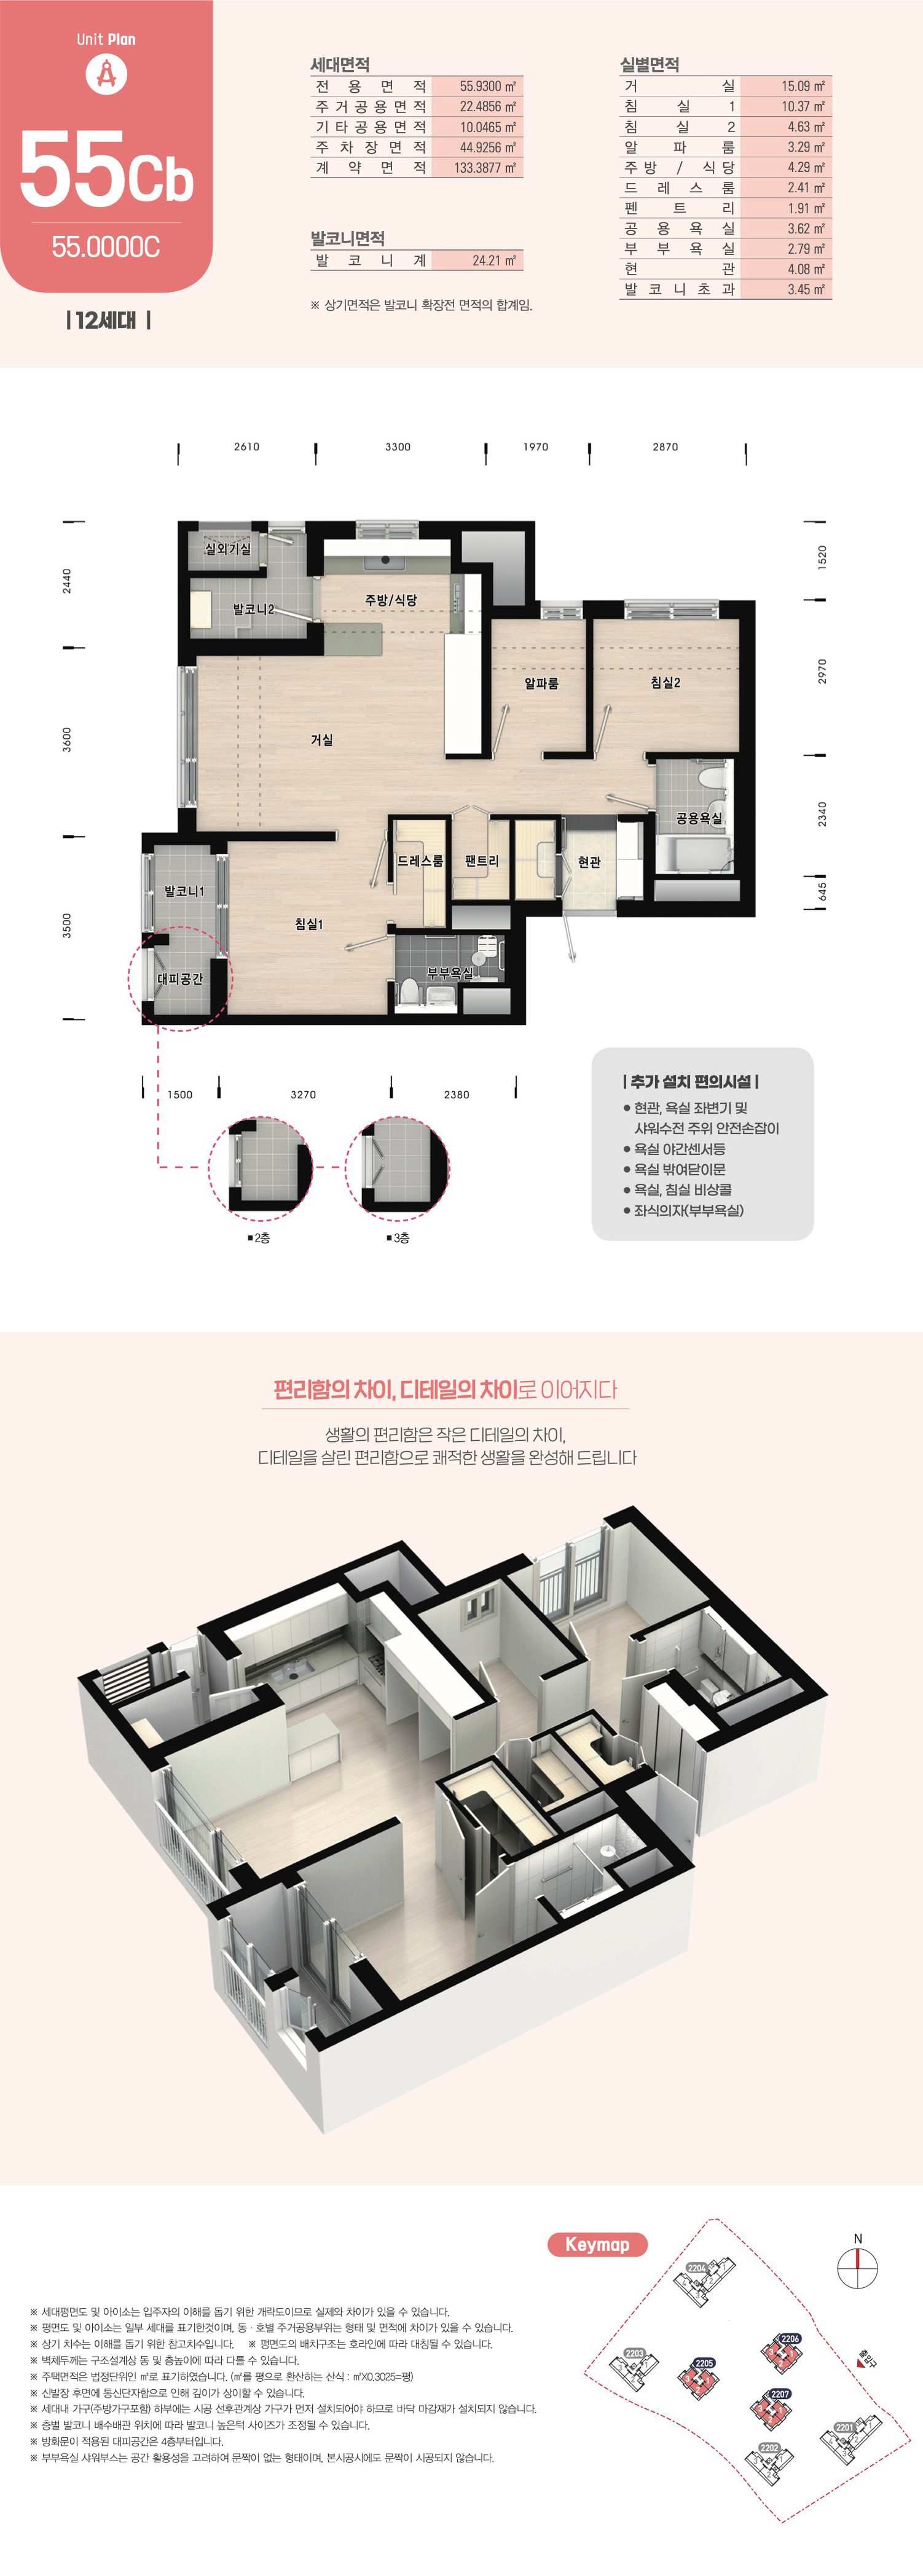 Unit Plan
55Cb
55.0000C
| 12세대 |
세대면적
전용면적 55.9300 ㎡
주거공용면적 22.4856 ㎡
기타공용면적 10.0465 ㎡
주차장면적 44.9256 ㎡
계약면적 133.3877 ㎡
발코니면적
발코니계 24.21 ㎡
※ 상기면적은 발코니 확장전 면적의 합계임.
실별면적
거실 15.09 ㎡
침실1 10.37 ㎡
침실2 4.63 ㎡
알파룸 3.29 ㎡
주방/식당 4.29 ㎡
드레스룸 2.41 ㎡
펜트리 1.91 ㎡
공용욕실 3.62 ㎡
부부욕실 2.79 ㎡
현관 4.08 ㎡
발코니초과 3.45 ㎡
2610 3300 1970 2870
2440
3600
3500
1520
2970
2340
645
실외기실
발코니2
주방/식당
알파룸
침실2
거실
공용욕실
드레스룸
팬트리
현관
발코니1
침실1
대피공간
부부욕실
1500 3270 2380
■ 2층
■ 3층
| 추가 설치 편의시설 |
● 현관, 욕실 좌변기 및
샤워수전 주위 안전손잡이
● 욕실 야간센서등
● 욕실 밖여닫이문
● 욕실, 침실 비상콜
● 좌식의자(부부욕실)
편리함의 차이, 디테일의 차이로 이어지다
생활의 편리함은 작은 디테일의 차이,
디테일을 살린 편리함으로 쾌적한 생활을 완성해 드립니다
Keymap
N
출입구
2204
2203
2205
2206
2207
2202
2201
※ 세대평면도 및 아이소는 입주자의 이해를 돕기 위한 개략도이므로 실제와 차이가 있을 수 있습니다.
※ 평면도 및 아이소는 일부 세대를 표기한것이며, 동 · 호별 주거공용부위는 형태 및 면적에 차이가 있을 수 있습니다.
※ 상기 치수는 이해를 돕기 위한 참고치수입니다. ※ 평면도의 배치구조는 호라인에 따라 대칭될 수 있습니다.
※ 벽체두께는 구조설계상 동 및 층높이에 따라 다를 수 있습니다.
※ 주택면적은 법정단위인 ㎡로 표기하였습니다. (㎡를 평으로 환산하는 산식 : ㎡X0.3025=평)
※ 신발장 후면에 통신단자함으로 인해 깊이가 상이할 수 있습니다.
※ 세대내 가구(주방가구포함) 하부에는 시공 선후관계상 가구가 먼저 설치되어야 하므로 바닥 마감재가 설치되지 않습니다.
※ 층별 발코니 배수배관 위치에 따라 발코니 높은턱 사이즈가 조정될 수 있습니다.
※ 방화문이 적용된 대피공간은 4층부터입니다.
※ 부부욕실 샤워부스는 공간 활용성을 고려하여 문짝이 없는 형태이며, 본시공시에도 문짝이 시공되지 않습니다.